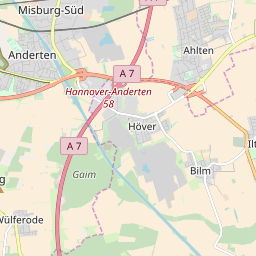 Misburg-Süd
Anderten
Ahlten
A 7
Hannover-Anderten
58
Höver
A 7
Gaim
Bilm
Wülferode